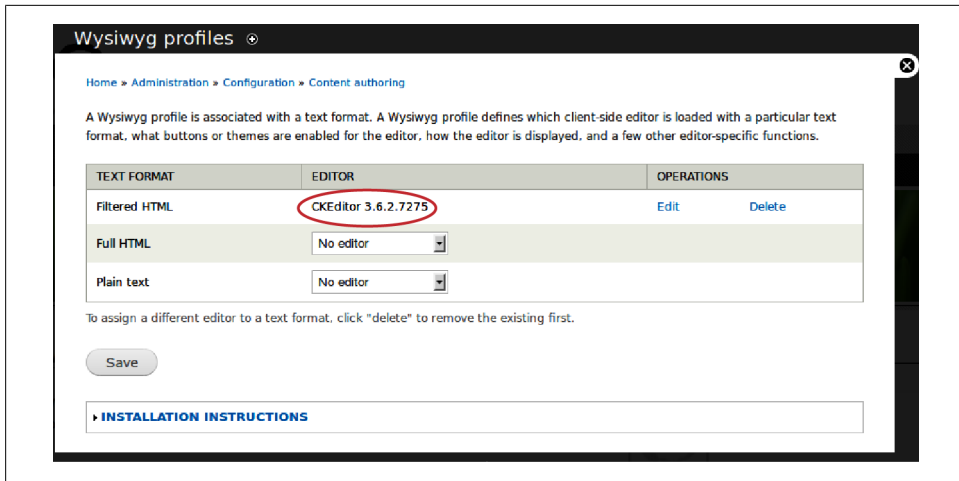 Wysiwyg profiles
Home » Administration » Configuration » Content authoring
A Wysiwyg profile is associated with a text format. A Wysiwyg profile defines which client-side editor is loaded with a particular text
format, what buttons or themes are enabled for the editor, how the editor is displayed, and a few other editor-specific functions.
TEXT FORMAT EDITOR OPERATIONS
Filtered HTML CKEditor 3.6.2.7275 Edit Delete
Full HTML No editor
Plain text No editor
To assign a different editor to a text format, click "delete" to remove the existing first.
Save
INSTALLATION INSTRUCTIONS